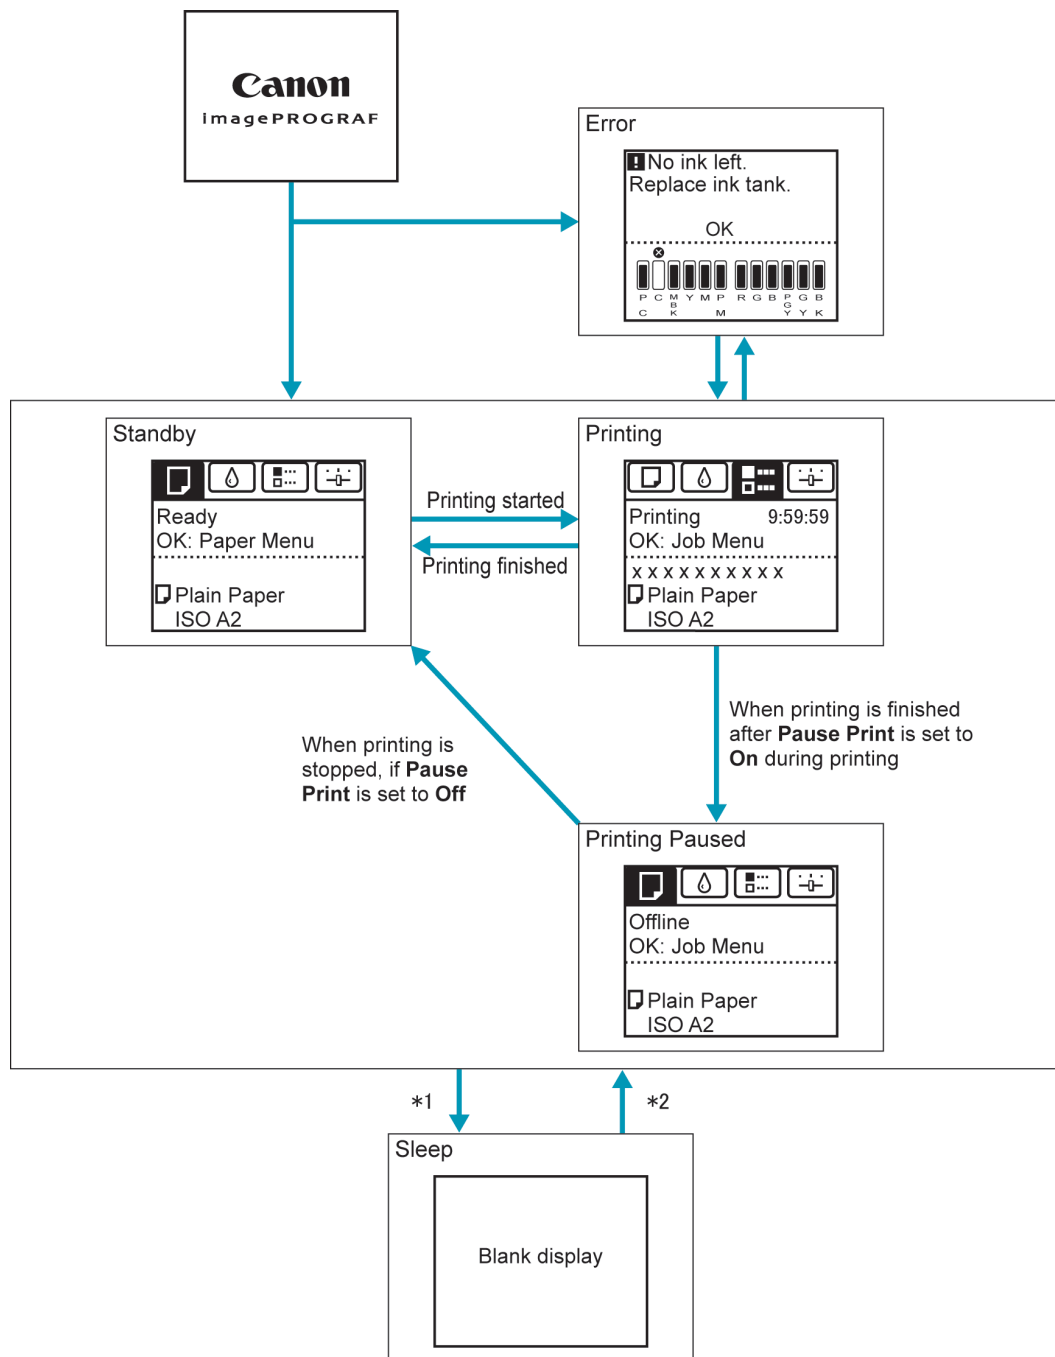 Canon
imagePROGRAF
Error
!No ink left.
Replace ink tank.
OK
P C M Y M P R G B P G B
C BK M GY Y K
Standby
Ready
OK: Paper Menu
Plain Paper
ISO A2
Printing started
Printing finished
Printing
Printing 9:59:59
OK: Job Menu
x x x x x x x x x x
Plain Paper
ISO A2
When printing is
stopped, if Pause
Print is set to Off
When printing is finished
after Pause Print is set to
On during printing
Printing Paused
Offline
OK: Job Menu
Plain Paper
ISO A2
*1
*2
Sleep
Blank display